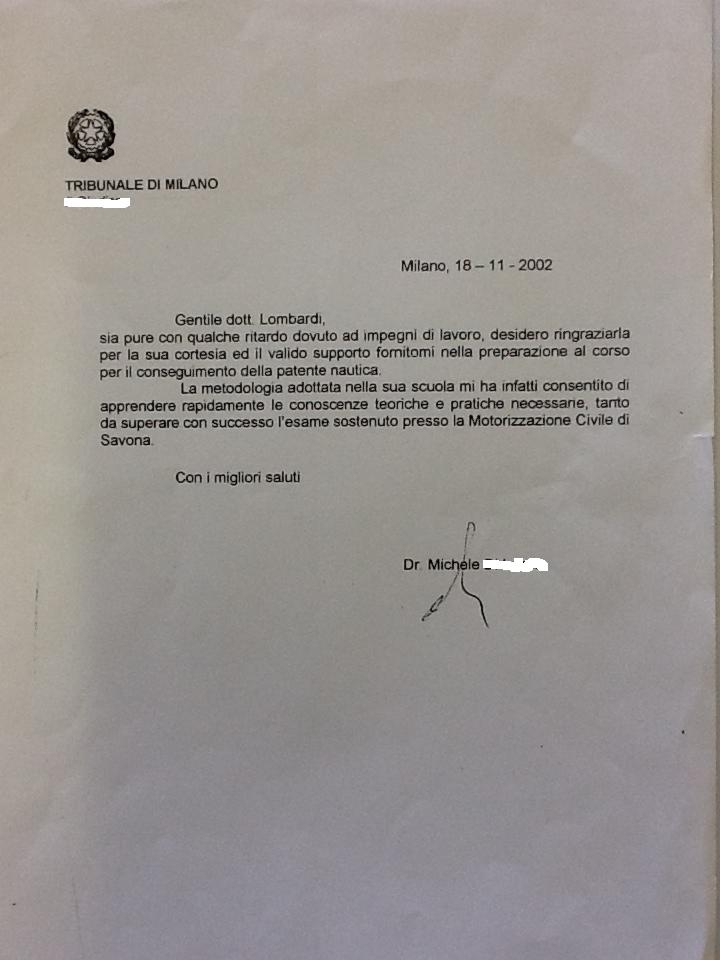 TRIBUNALE DI MILANO
Milano, 18 – 11 - 2002
Gentile dott. Lombardi,
sia pure con qualche ritardo dovuto ad impegni di lavoro, desidero ringraziarla
per la sua cortesia ed il valido supporto fornitomi nella preparazione al corso
per il conseguimento della patente nautica.
La metodologia adottata nella sua scuola mi ha infatti consentito di
apprendere rapidamente le conoscenze teoriche e pratiche necessarie, tanto
da superare con successo l'esame sostenuto presso la Motorizzazione Civile di
Savona.
Con i migliori saluti
Dr. Michele